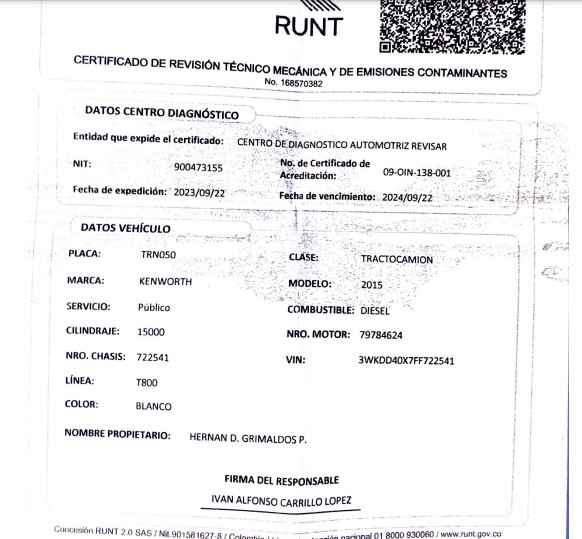 RUNT
CERTIFICADO DE REVISIÓN TÉCNICO MECÁNICA Y DE EMISIONES CONTAMINANTES
No. 168570382
DATOS CENTRO DIAGNÓSTICO
Entidad que expide el certificado: CENTRO DE DIAGNOSTICO AUTOMOTRIZ REVISAR
NIT: 900473155 No. de Certificado de Acreditación: 09-OIN-138-001
Fecha de expedición: 2023/09/22 Fecha de vencimiento: 2024/09/22
DATOS VEHÍCULO
PLACA: TRN050 CLASE: TRACTOCAMION
MARCA: KENWORTH MODELO: 2015
SERVICIO: Público COMBUSTIBLE: DIESEL
CILINDRAJE: 15000 NRO. MOTOR: 79784624
NRO. CHASIS: 722541 VIN: 3WKDD40X7FF722541
LÍNEA: T800
COLOR: BLANCO
NOMBRE PROPIETARIO: HERNAN D. GRIMALDOS P.
FIRMA DEL RESPONSABLE
IVAN ALFONSO CARRILLO LOPEZ
Concesión RUNT 2.0 SAS / Nit.901581627-8 / nacional 01 8000 930060 / www.runt.gov.co